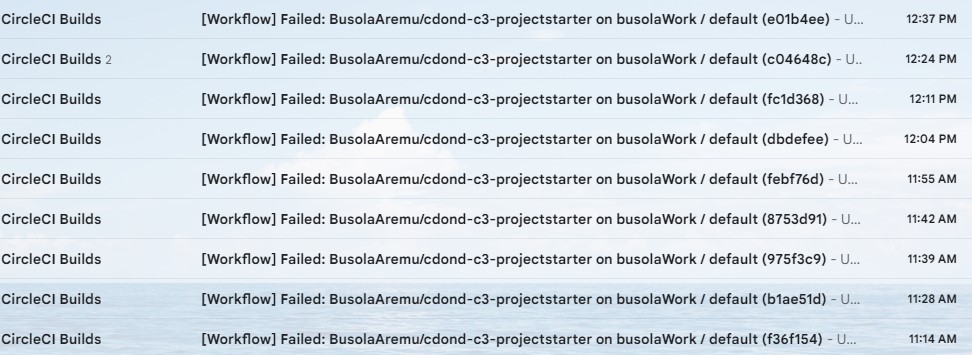 CircleCI Builds [Workflow] Failed: BusolaAremu/cdond-c3-projectstarter on busolaWork / default (e01b4ee) - U... 12:37 PM
CircleCI Builds 2 [Workflow] Failed: BusolaAremu/cdond-c3-projectstarter on busolaWork / default (c04648c) - U.. 12:24 PM
CircleCI Builds [Workflow] Failed: BusolaAremu/cdond-c3-projectstarter on busolaWork / default (fc1d368) - U... 12:11 PM
CircleCI Builds [Workflow] Failed: BusolaAremu/cdond-c3-projectstarter on busolaWork / default (dbdefee) - U... 12:04 PM
CircleCI Builds [Workflow] Failed: BusolaAremu/cdond-c3-projectstarter on busolaWork / default (febf76d) - U... 11:55 AM
CircleCI Builds [Workflow] Failed: BusolaAremu/cdond-c3-projectstarter on busolaWork / default (8753d91) - U... 11:42 AM
CircleCI Builds [Workflow] Failed: BusolaAremu/cdond-c3-projectstarter on busolaWork / default (975f3c9) - U... 11:39 AM
CircleCI Builds [Workflow] Failed: BusolaAremu/cdond-c3-projectstarter on busolaWork / default (b1ae51d) - U... 11:28 AM
CircleCI Builds [Workflow] Failed: BusolaAremu/cdond-c3-projectstarter on busolaWork / default (f36f154) - U... 11:14 AM